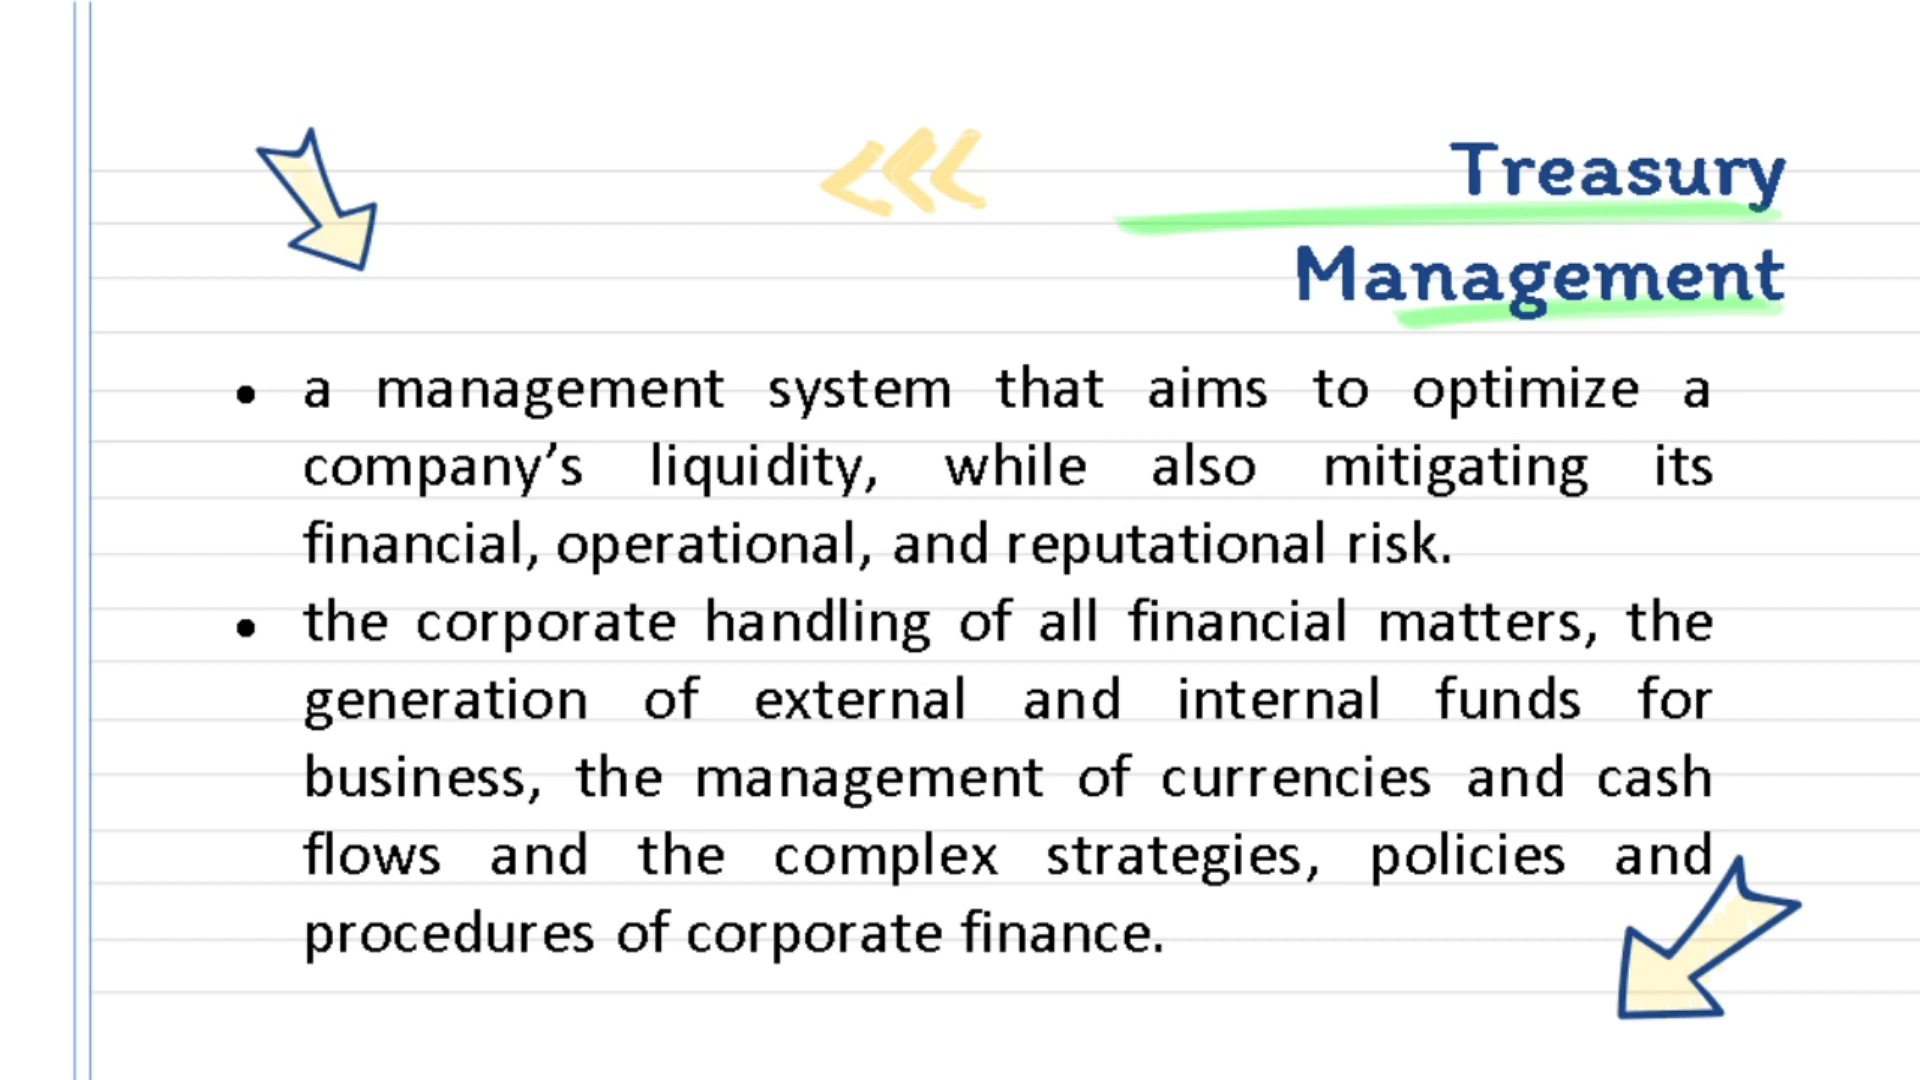 Treasury
Management
• a management system that aims to optimize a
company’s liquidity, while also mitigating its
financial, operational, and reputational risk.
• the corporate handling of all financial matters, the
generation of external and internal funds for
business, the management of currencies and cash
flows and the complex strategies, policies and
procedures of corporate finance.